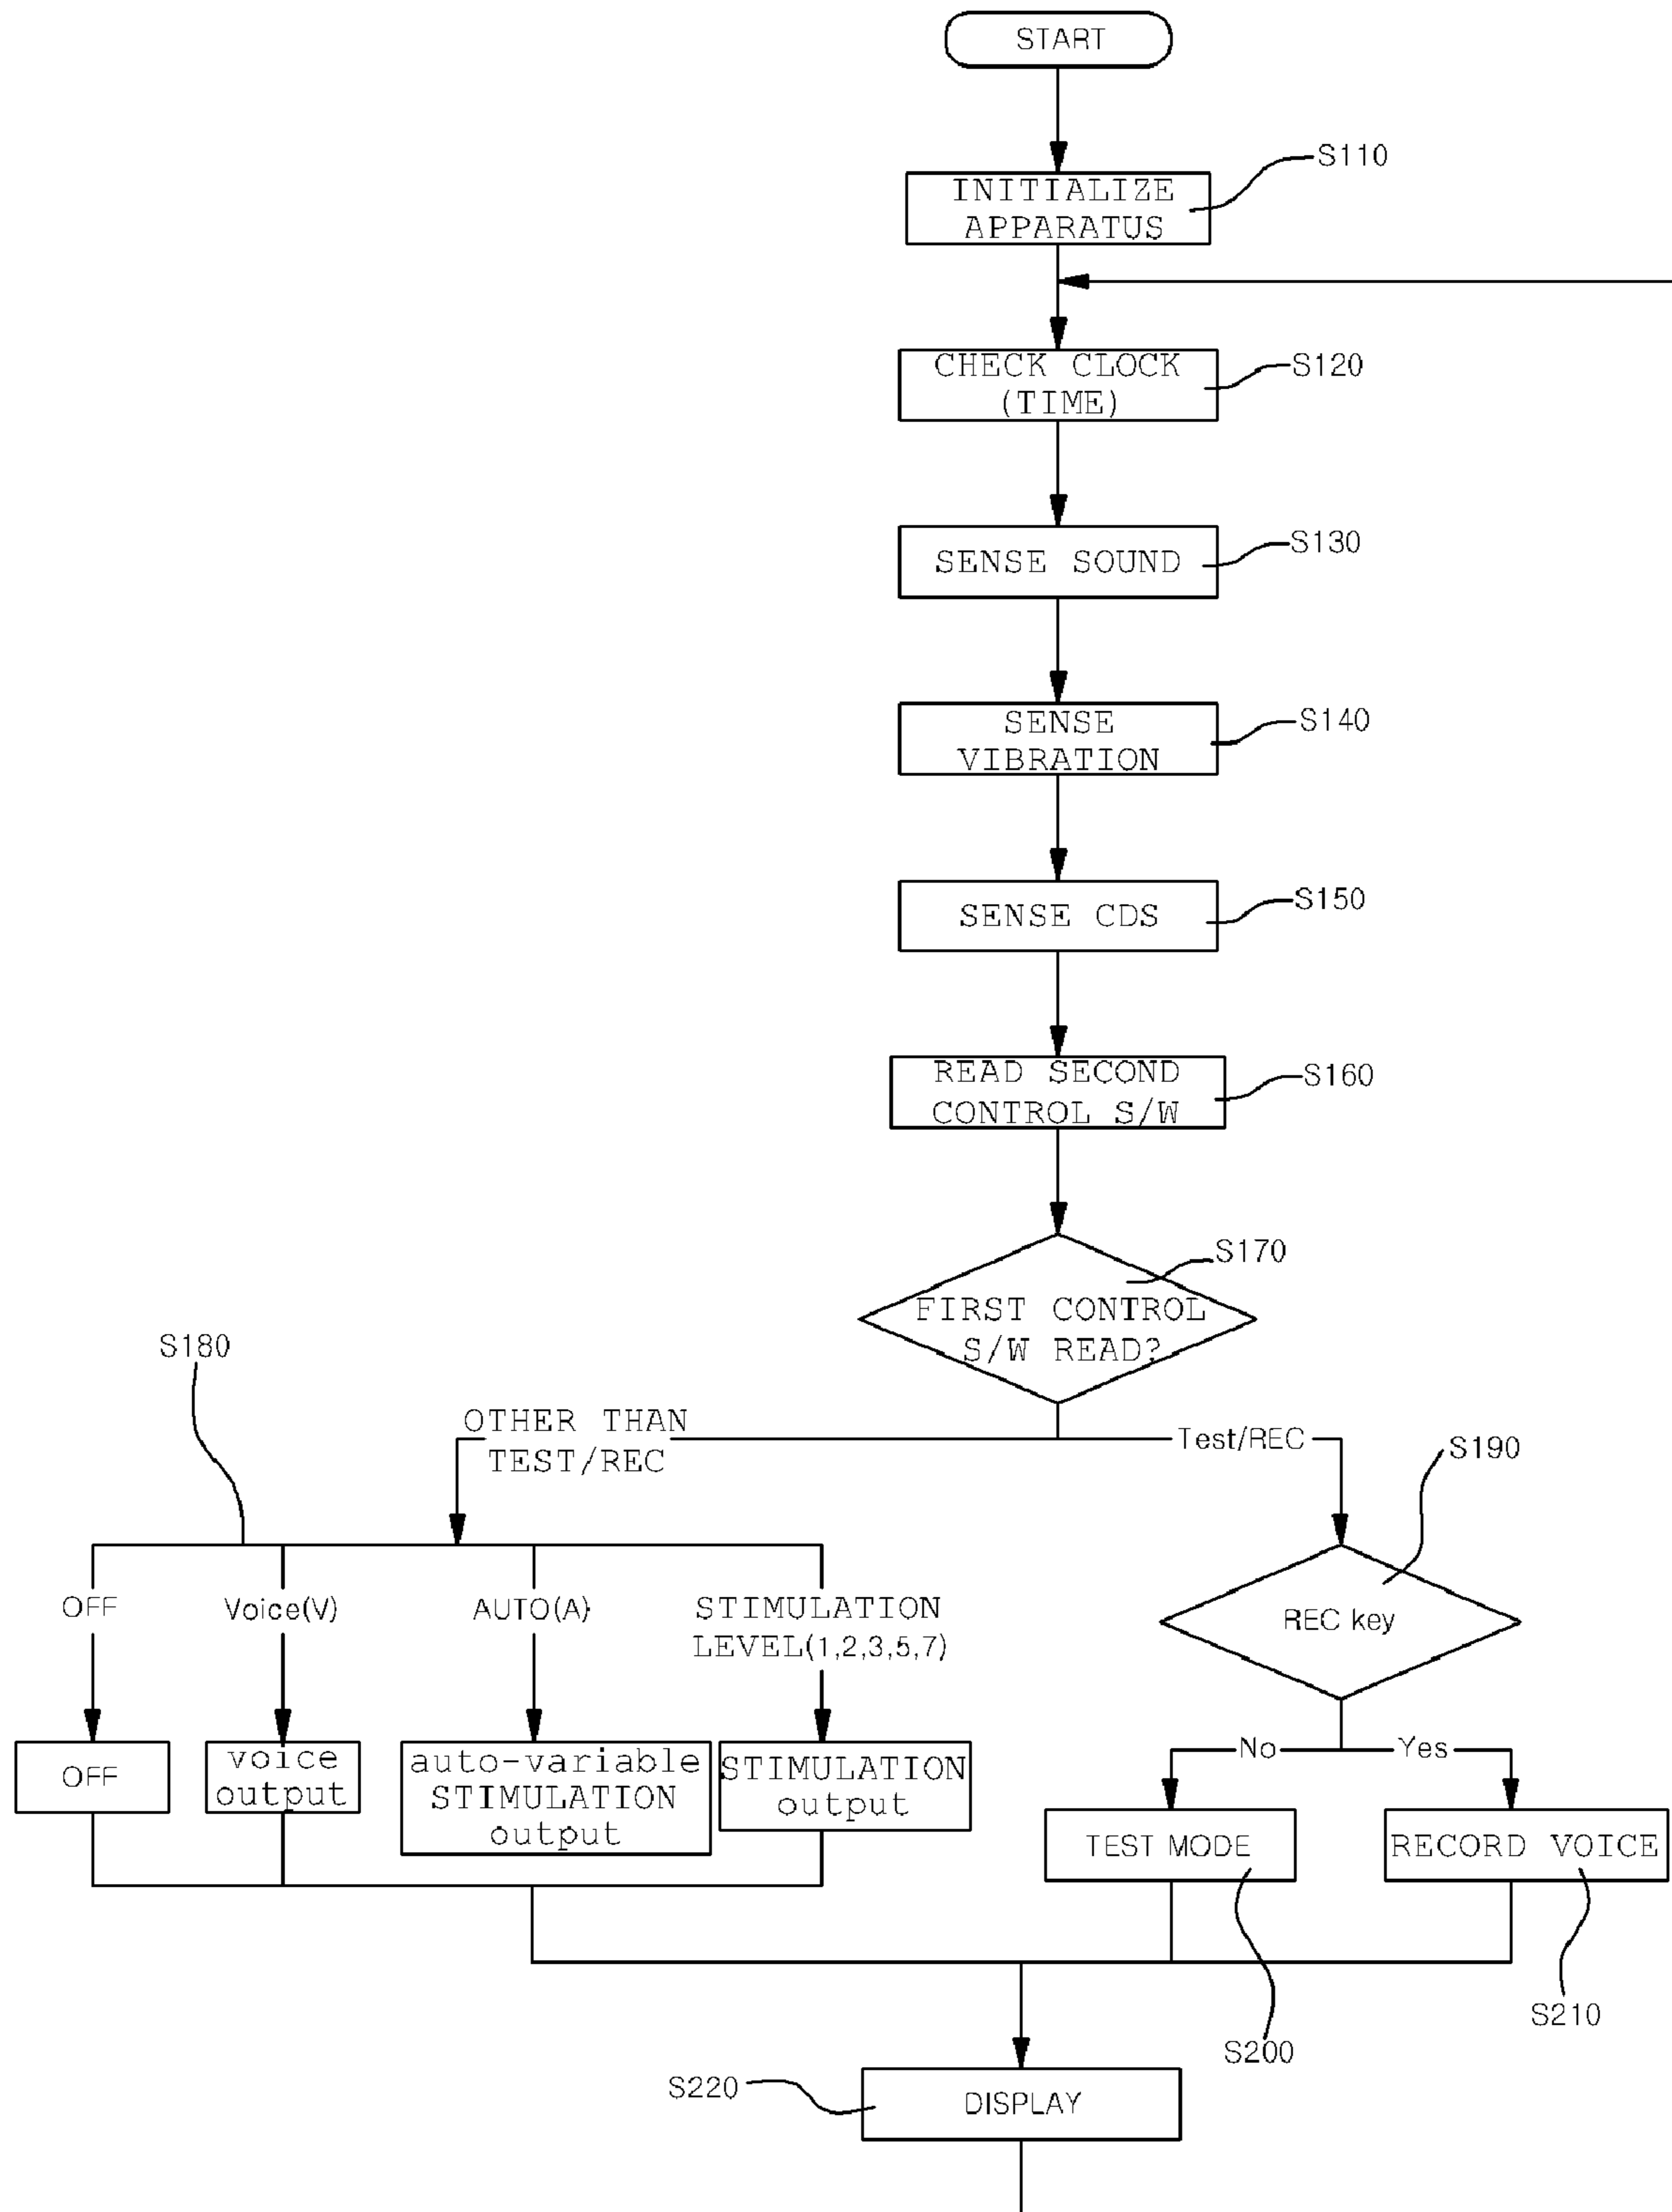 START
S110
INITIALIZE
APPARATUS
S120
CHECK CLOCK
(TIME)
S130
SENSE SOUND
S140
SENSE
VIBRATION
S150
SENSE CDS
S160
READ SECOND
CONTROL S/W
S170
FIRST CONTROL
S/W READ?
S180
OTHER THAN
TEST/REC
Test/REC
S190
OFF
Voice(V)
AUTO(A)
STIMULATION
LEVEL(1,2,3,5,7)
REC key
No
Yes
OFF
voice
output
auto-variable
STIMULATION
output
STIMULATION
output
TEST MODE
RECORD VOICE
S210
S200
S220
DISPLAY